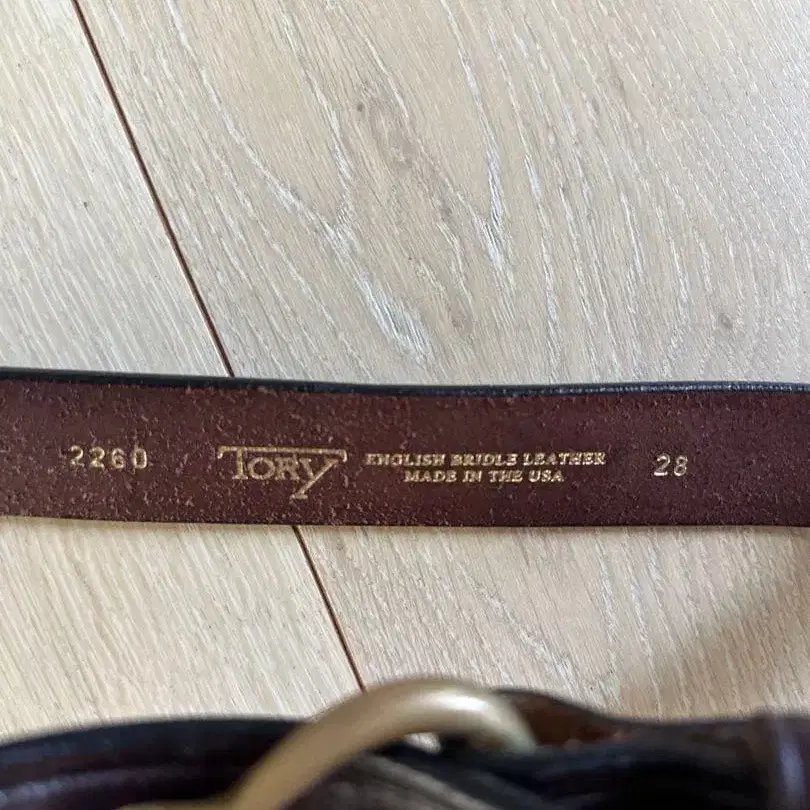 2260
TORY
ENGLISH BRIDLE LEATHER
MADE IN THE USA
28